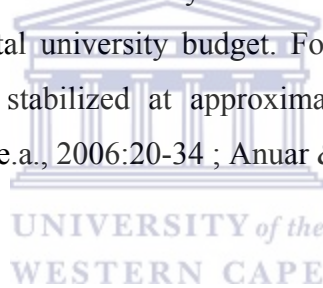 tal university budget. Fo
stabilized at approxima
e.a., 2006:20-34 ; Anuar &
UNIVERSITY of the
WESTERN CAPE